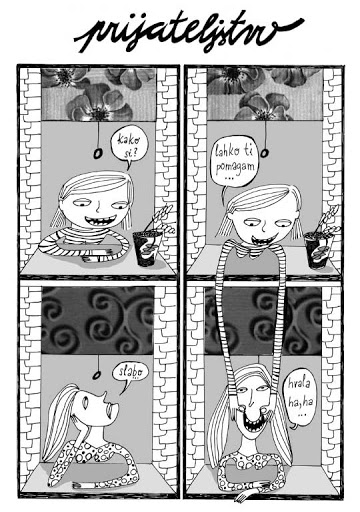 prijateljstvo
kako
si?
lahko ti
pomagam
...
slabo
...
hvala
ha,ha
...